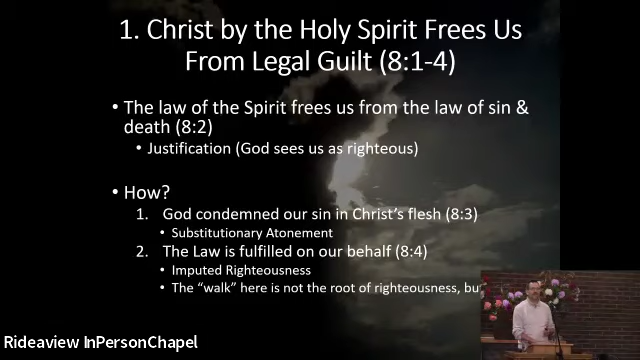 1. Christ by the Holy Spirit Frees Us
From Legal Guilt (8:1-4)
• The law of the Spirit frees us from the law of sin &
death (8:2)
• Justification (God sees us as righteous)
• How?
1. God condemned our sin in Christ's flesh (8:3)
• Substitutionary Atonement
2. The Law is fulfilled on our behalf (8:4)
• Imputed Righteousness
• The “walk” here is not the root of righteousness, bu
Rideaview InPersonChapel